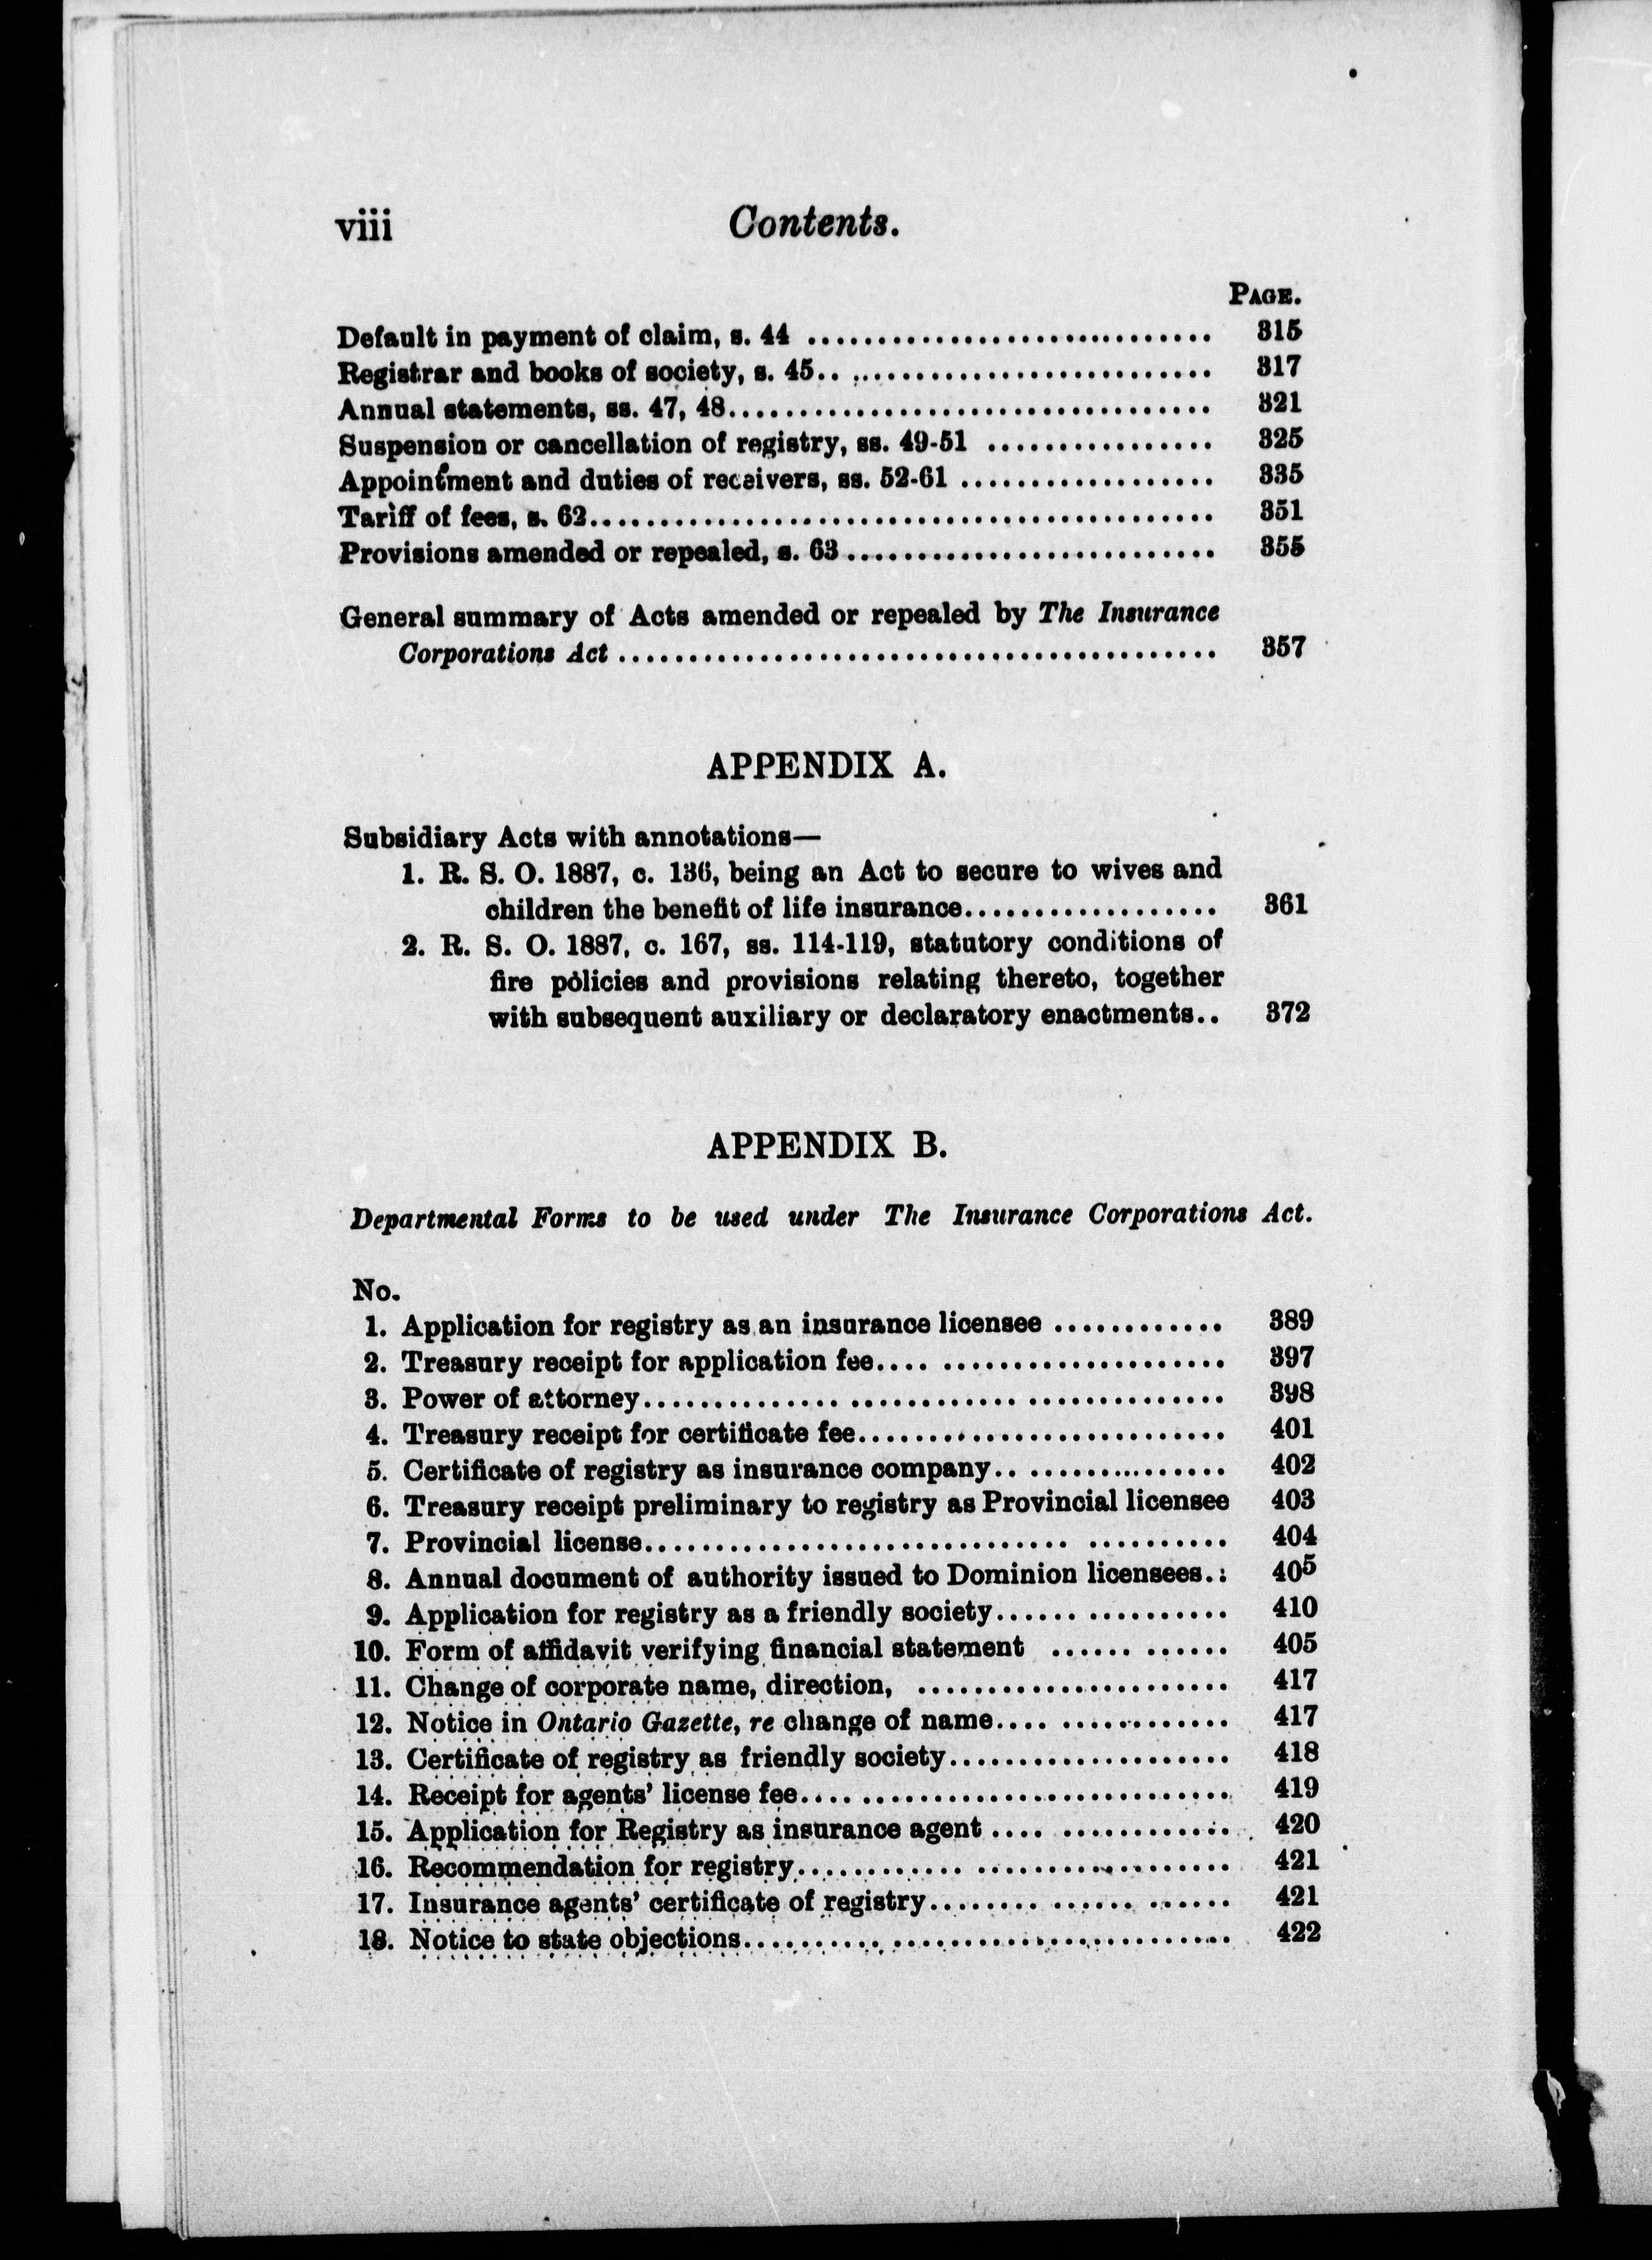 viii Contents.
PAGE.
Default in payment of claim, s. 44 .............................. 315
Registrar and books of society, s. 45.. .......................... 317
Annual statements, ss. 47, 48................................... 321
Suspension or cancellation of registry, ss. 49-51 ................ 325
Appointment and duties of receivers, ss. 52-61 .................. 335
Tariff of fees, s. 62............................................. 351
Provisions amended or repealed, s. 63 .......................... 355
General summary of Acts amended or repealed by The Insurance
Corporations Act ........................................... 357
APPENDIX A.
Subsidiary Acts with annotations—
1. R. S. O. 1887, c. 136, being an Act to secure to wives and
children the benefit of life insurance.................. 361
2. R. S. O. 1887, c. 167, ss. 114-119, statutory conditions of
fire policies and provisions relating thereto, together
with subsequent auxiliary or declaratory enactments.. 372
APPENDIX B.
Departmental Forms to be used under The Insurance Corporations Act.
No.
1. Application for registry as an insurance licensee ............ 389
2. Treasury receipt for application fee.... .................... 397
3. Power of attorney.............. ............ .............. 398
4. Treasury receipt for certificate fee.......................... 401
5. Certificate of registry as insurance company.. .............. 402
6. Treasury receipt preliminary to registry as Provincial licensee 403
7. Provincial license.............................. .......... 404
8. Annual document of authority issued to Dominion licensees.: 405
9. Application for registry as a friendly society...... .......... 410
10. Form of affidavit verifying financial statement ...... ...... 405
11. Change of corporate name, direction, ...................... 417
12. Notice in Ontario Gazette, re change of name.... ............ 417
13. Certificate of registry as friendly society.................... 418
14. Receipt for agents' license fee.... .......................... 419
15. Application for Registry as insurance agent .... ............ 420
16. Recommendation for registry............ .................. 421
17. Insurance agents' certificate of registry........ ...... ...... 421
18. Notice to state objections.......... ........................ 422